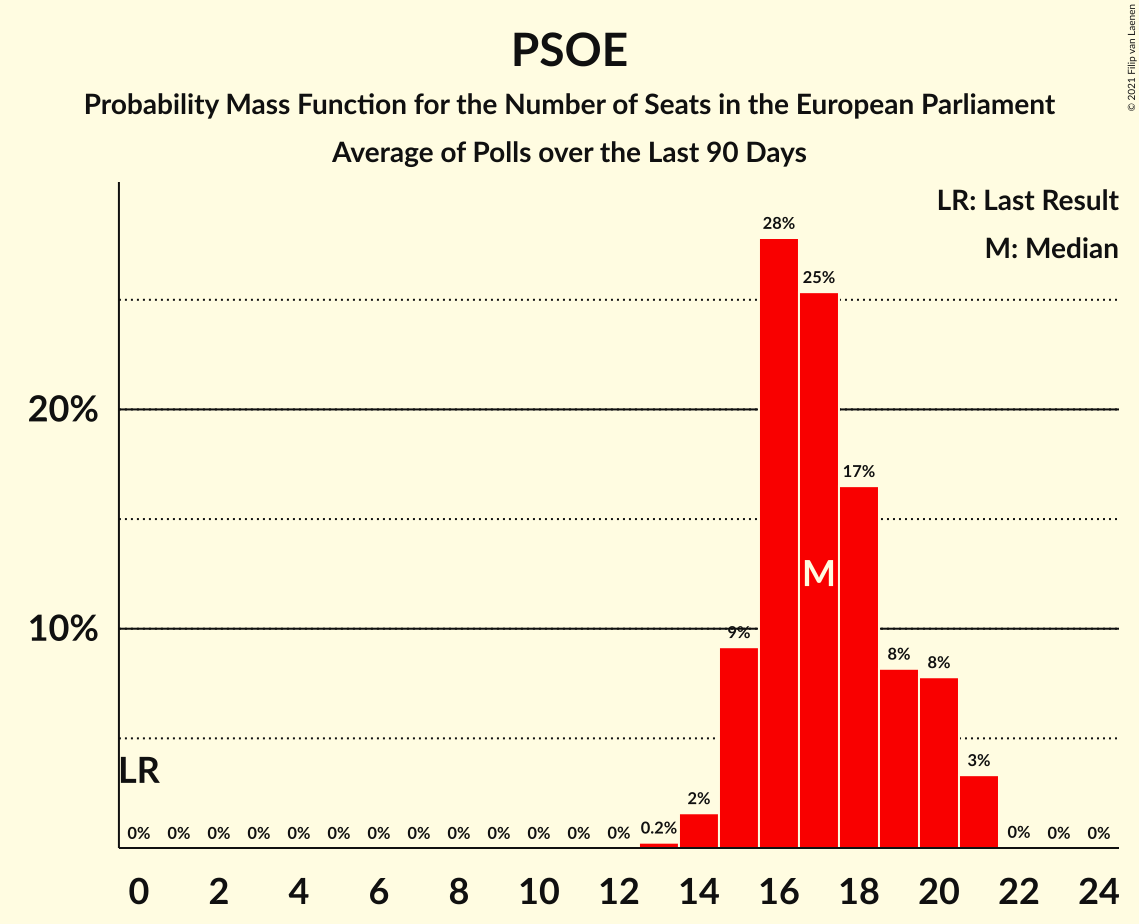 PSOE
Probability Mass Function for the Number of Seats in the European Parliament
Average of Polls over the Last 90 Days
© 2021 Filip van Laenen
LR: Last Result
M: Median
28%
25%
20%
17%
M
10%
9%
8%
8%
LR
3%
2%
0% 0% 0% 0% 0% 0% 0% 0% 0% 0% 0% 0% 0% 0.2% 0% 0% 0%
0 2 4 6 8 10 12 14 16 18 20 22 24